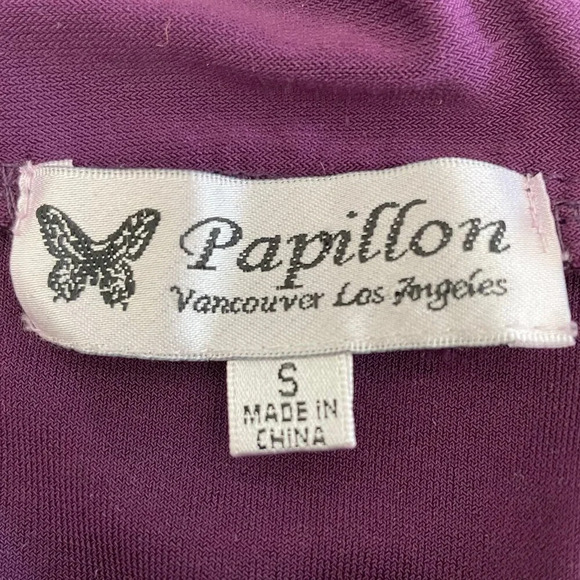 Papillon
Vancouver Los Angeles
S
MADE IN
CHINA